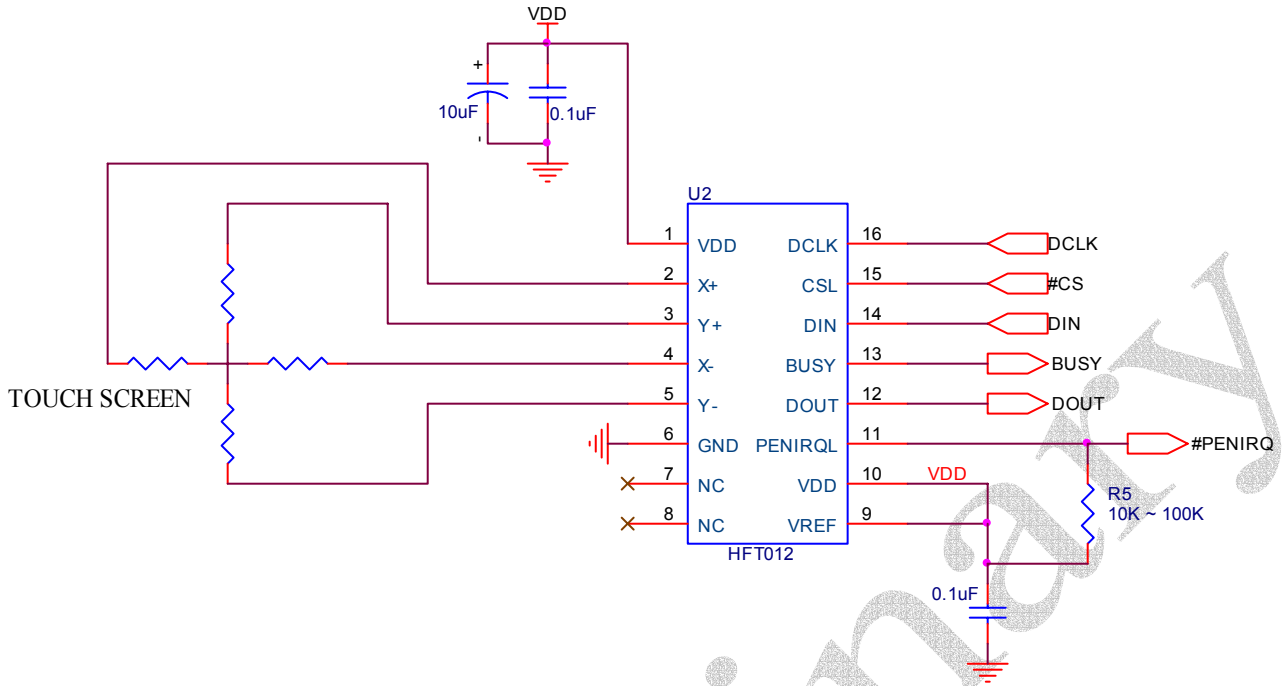 VDD
+
10uF
0.1uF
-
U2
1 VDD DCLK 16 DCLK
2 X+ CSL 15 #CS
3 Y+ DIN 14 DIN
4 X- BUSY 13 BUSY
TOUCH SCREEN
5 Y- DOUT 12 DOUT
6 GND PENIRQL 11 #PENIRQ
7 NC VDD 10 VDD
R5
10K ~ 100K
8 NC VREF 9
HFT012
0.1uF
inary